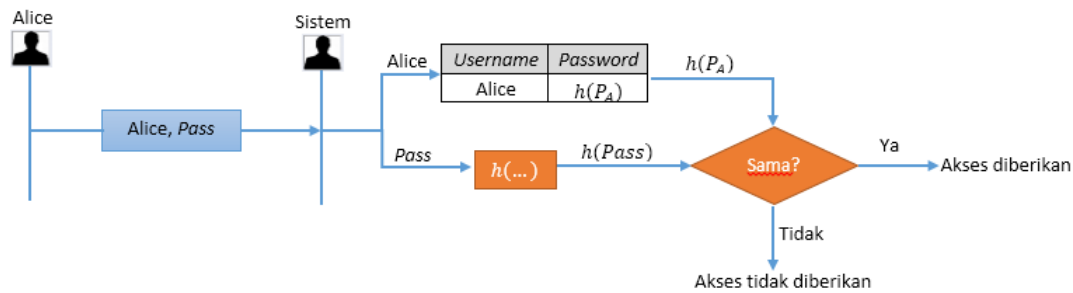 Alice
Sistem
Alice, Pass
Alice
Username Password
Alice h(P_A)
h(P_A)
Pass
h(...)
h(Pass)
Sama?
Ya
Akses diberikan
Tidak
Akses tidak diberikan